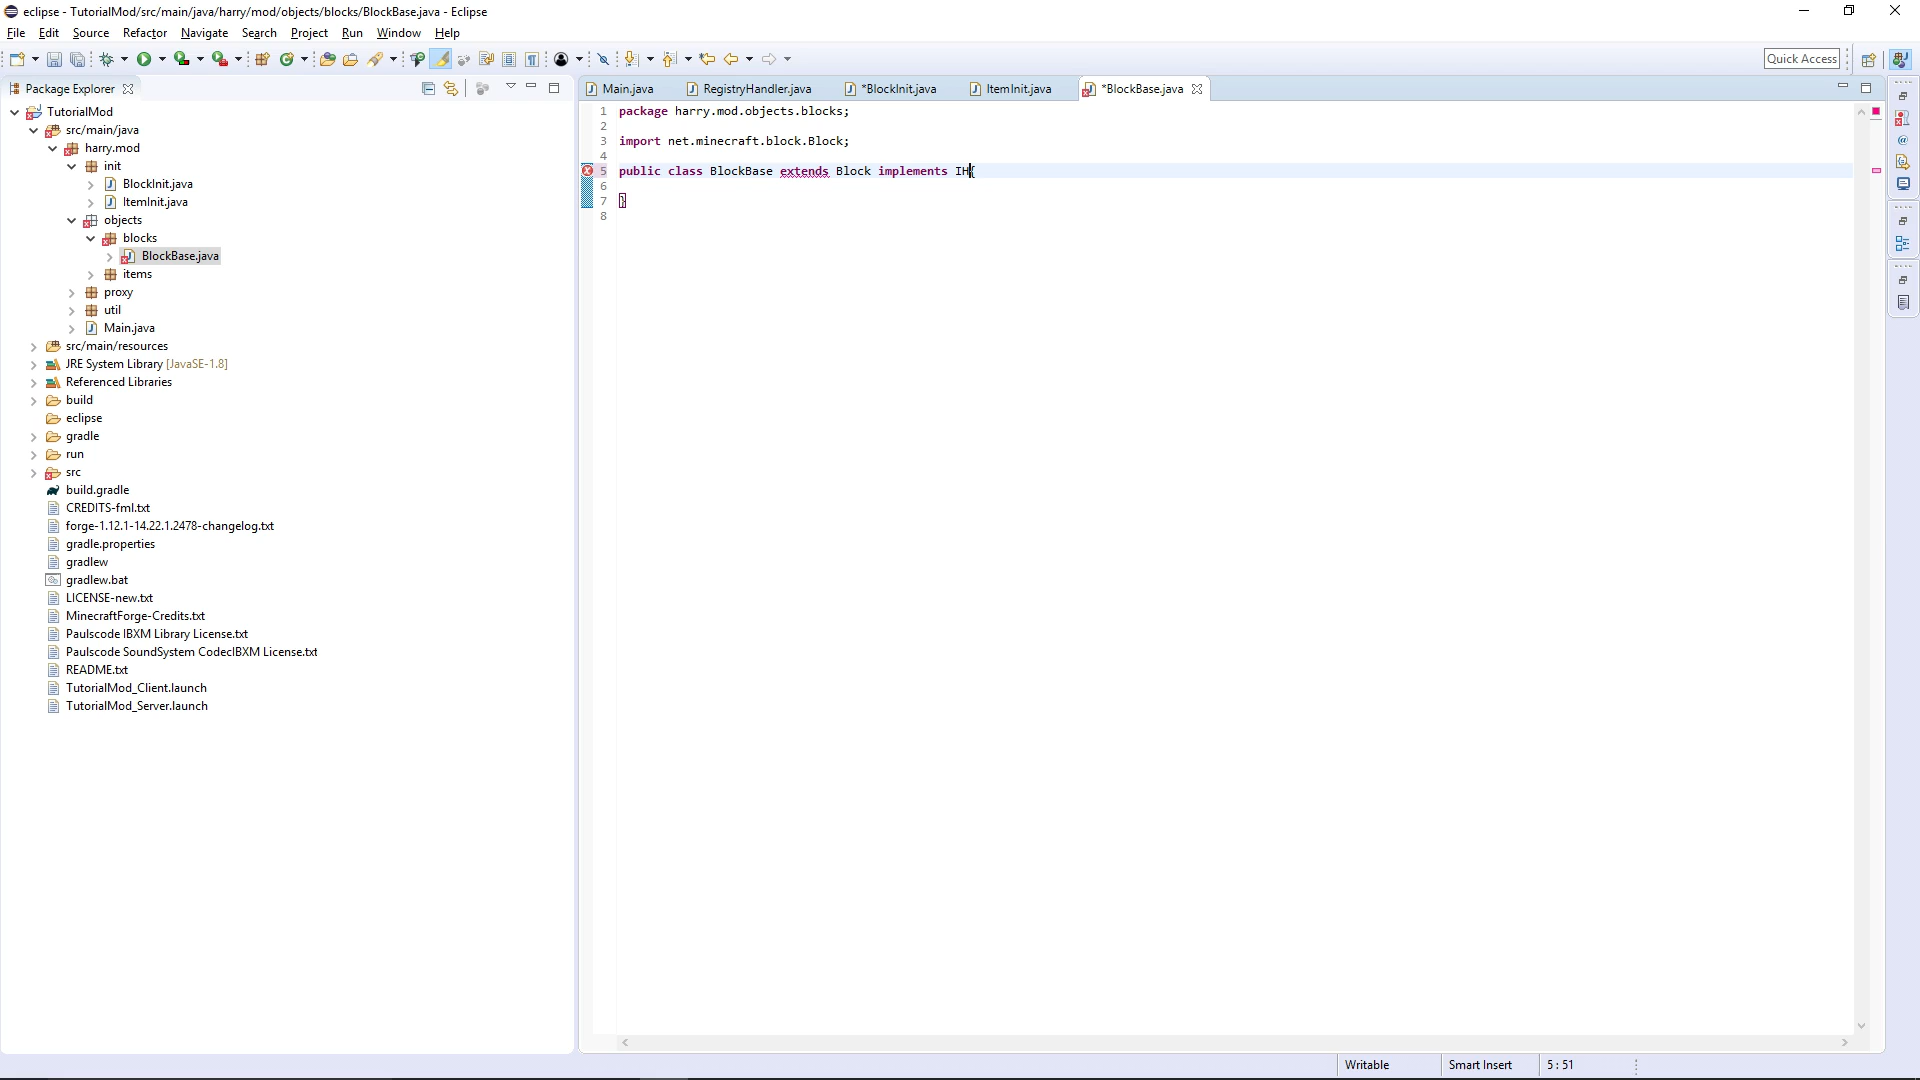 eclipse - TutorialMod/src/main/java/harry/mod/objects/blocks/BlockBase.java - Eclipse
File Edit Source Refactor Navigate Search Project Run Window Help
Quick Access
Package Explorer
Main.java RegistryHandler.java *BlockInit.java ItemInit.java *BlockBase.java
TutorialMod
src/main/java
harry.mod
init
BlockInit.java
ItemInit.java
objects
blocks
BlockBase.java
items
proxy
util
Main.java
src/main/resources
JRE System Library [JavaSE-1.8]
Referenced Libraries
build
eclipse
gradle
run
src
build.gradle
CREDITS-fml.txt
forge-1.12.1-14.22.1.2478-changelog.txt
gradle.properties
gradlew
gradlew.bat
LICENSE-new.txt
MinecraftForge-Credits.txt
Paulscode IBXM Library License.txt
Paulscode SoundSystem CodecIBXM License.txt
README.txt
TutorialMod_Client.launch
TutorialMod_Server.launch
1 package harry.mod.objects.blocks;
2
3 import net.minecraft.block.Block;
4
5 public class BlockBase extends Block implements IH{
6
7 }
8
Writable Smart Insert 5 : 51